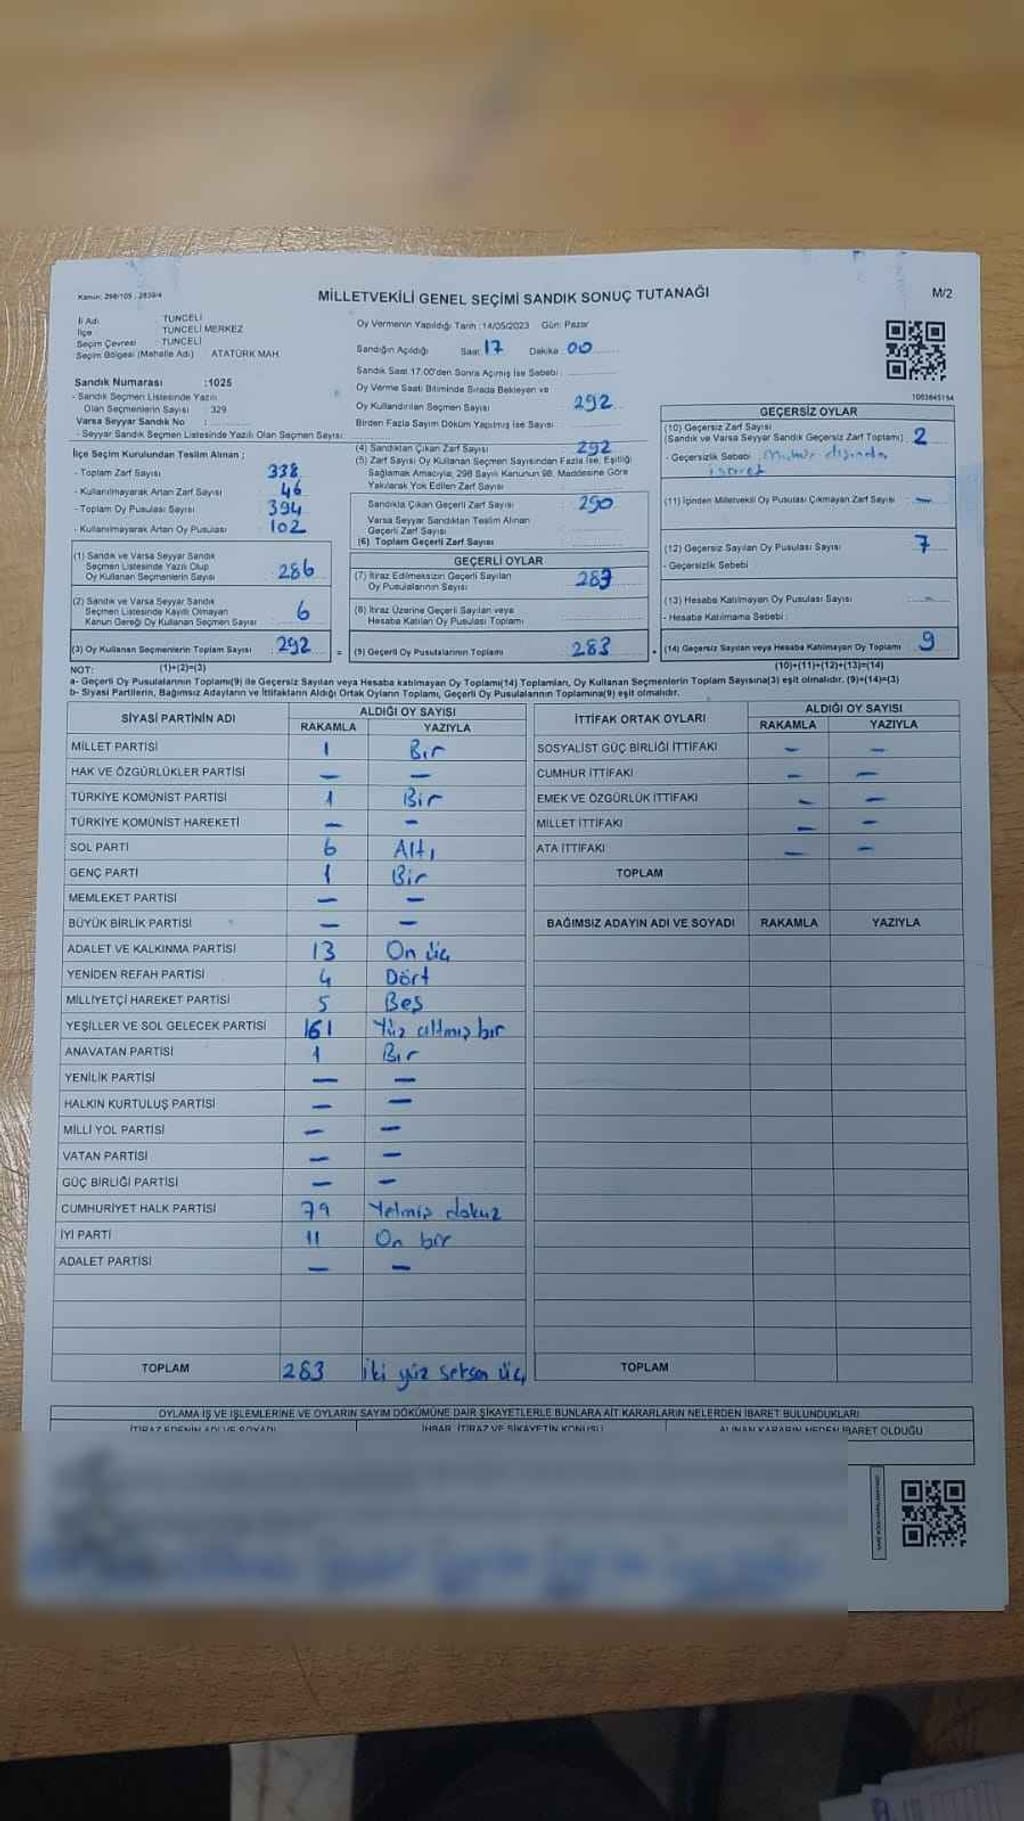 Kanun: 298/105 , 2839/4
MİLLETVEKİLİ GENEL SEÇİMİ SANDIK SONUÇ TUTANAĞI
M/2
İl Adı : TUNCELİ
İlçe : TUNCELİ MERKEZ
Seçim Çevresi : TUNCELİ
Seçim Bölgesi (Mahalle Adı) ATATÜRK MAH.
Sandık Numarası :1025
- Sandık Seçmen Listesinde Yazılı
Olan Seçmenlerin Sayısı : 329
Varsa Seyyar Sandık No :
- Seyyar Sandık Seçmen Listesinde Yazılı Olan Seçmen Sayısı:
İlçe Seçim Kurulundan Teslim Alınan ;
- Toplam Zarf Sayısı : 338
- Kullanılmayarak Artan Zarf Sayısı : 46
- Toplam Oy Pusulası Sayısı : 394
- Kullanılmayarak Artan Oy Pusulası : 102
(1) Sandık ve Varsa Seyyar Sandık
Seçmen Listesinde Yazılı Olup
Oy Kullanan Seçmenlerin Sayısı : 286
(2) Sandık ve Varsa Seyyar Sandık
Seçmen Listesinde Kayıtlı Olmayan
Kanun Gereği Oy Kullanan Seçmen Sayısı : 6
(3) Oy Kullanan Seçmenlerin Toplam Sayısı : 292 =
Oy Vermenin Yapıldığı Tarih :14/05/2023 Gün: Pazar
Sandığın Açıldığı Saat: 17 Dakika : 00
Sandık Saat 17.00'den Sonra Açılmış İse Sebebi :
Oy Verme Saati Bitiminde Sırada Bekleyen ve
Oy Kullandırılan Seçmen Sayısı 292
Birden Fazla Sayım Döküm Yapılmış İse Sayısı :
(4) Sandıktan Çıkan Zarf Sayısı : 292
(5) Zarf Sayısı Oy Kullanan Seçmen Sayısından Fazla İse, Eşitliği
Sağlamak Amacıyla, 298 Sayılı Kanunun 98. Maddesine Göre
Yakılarak Yok Edilen Zarf Sayısı
Sandıkla Çıkan Geçerli Zarf Sayısı : 290
Varsa Seyyar Sandıktan Teslim Alınan
Geçerli Zarf Sayısı
(6) Toplam Geçerli Zarf Sayısı
GEÇERLİ OYLAR
(7) İtiraz Edilmeksizin Geçerli Sayılan
Oy Pusulalarının Sayısı : 283
(8) İtiraz Üzerine Geçerli Sayılan veya
Hesaba Katılan Oy Pusulası Toplamı
(9) Geçerli Oy Pusulalarının Toplamı : 283
1003645154
GEÇERSİZ OYLAR
(10) Geçersiz Zarf Sayısı
(Sandık ve Varsa Seyyar Sandık Geçersiz Zarf Toplamı) : 2
- Geçersizlik Sebebi : Mühür dışında
işaret
(11) İçinden Milletvekili Oy Pusulası Çıkmayan Zarf Sayısı : —
(12) Geçersiz Sayılan Oy Pusulası Sayısı : 7
- Geçersizlik Sebebi
(13) Hesaba Katılmayan Oy Pusulası Sayısı : -
- Hesaba Katılmama Sebebi :
(14) Geçersiz Sayılan veya Hesaba Katılmayan Oy Toplamı : 9
NOT: (1)+(2)=(3) (10)+(11)+(12)+(13)=(14)
a- Geçerli Oy Pusulalarının Toplamı(9) ile Geçersiz Sayılan veya Hesaba katılmayan Oy Toplamı(14) Toplamları, Oy Kullanan Seçmenlerin Toplam Sayısına(3) eşit olmalıdır. (9)+(14)=(3)
b- Siyasi Partilerin, Bağımsız Adayların ve İttifakların Aldığı Ortak Oyların Toplamı, Geçerli Oy Pusulalarının Toplamına(9) eşit olmalıdır.
SİYASİ PARTİNİN ADI ALDIĞI OY SAYISI
RAKAMLA YAZIYLA
MİLLET PARTİSİ 1 Bir
HAK VE ÖZGÜRLÜKLER PARTİSİ — —
TÜRKİYE KOMÜNİST PARTİSİ 1 Bir
TÜRKİYE KOMÜNİST HAREKETİ — -
SOL PARTİ 6 Altı
GENÇ PARTİ 1 Bir
MEMLEKET PARTİSİ — —
BÜYÜK BİRLİK PARTİSİ — —
ADALET VE KALKINMA PARTİSİ 13 On üç
YENİDEN REFAH PARTİSİ 4 Dört
MİLLİYETÇİ HAREKET PARTİSİ 5 Beş
YEŞİLLER VE SOL GELECEK PARTİSİ 161 Yüz altmış bir
ANAVATAN PARTİSİ 1 Bir
YENİLİK PARTİSİ — —
HALKIN KURTULUŞ PARTİSİ — —
MİLLİ YOL PARTİSİ — —
VATAN PARTİSİ — —
GÜÇ BİRLİĞİ PARTİSİ — —
CUMHURİYET HALK PARTİSİ 79 Yetmiş dokuz
İYİ PARTİ 11 On bir
ADALET PARTİSİ — —
TOPLAM 283 İki yüz seksen üç
İTTİFAK ORTAK OYLARI ALDIĞI OY SAYISI
RAKAMLA YAZIYLA
SOSYALİST GÜÇ BİRLİĞİ İTTİFAKI — —
CUMHUR İTTİFAKI — —
EMEK VE ÖZGÜRLÜK İTTİFAKI — —
MİLLET İTTİFAKI — —
ATA İTTİFAKI — —
TOPLAM
BAĞIMSIZ ADAYIN ADI VE SOYADI RAKAMLA YAZIYLA
TOPLAM
OYLAMA İŞ VE İŞLEMLERİNE VE OYLARIN SAYIM DÖKÜMÜNE DAİR ŞİKAYETLERLE BUNLARA AİT KARARLARIN NELERDEN İBARET BULUNDUKLARI
İTİRAZ EDENİN ADI VE SOYADI İHBAR, İTİRAZ VE ŞİKAYETİN KONUSU ALINAN KARARIN NEDEN İBARET OLDUĞU